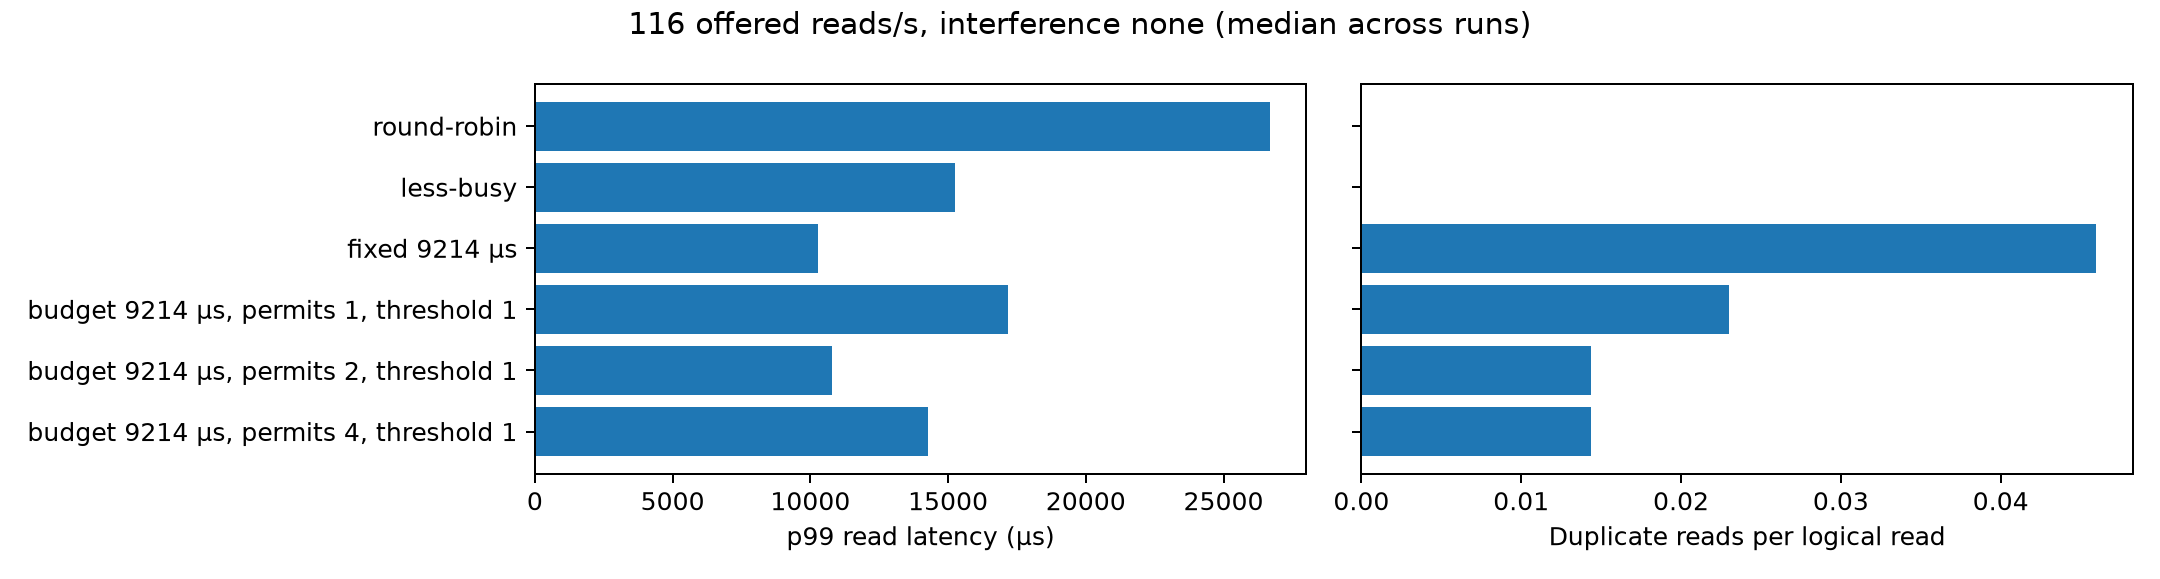 116 offered reads/s, interference none (median across runs)
round-robin
less-busy
fixed 9214 µs
budget 9214 µs, permits 1, threshold 1
budget 9214 µs, permits 2, threshold 1
budget 9214 µs, permits 4, threshold 1
0 5000 10000 15000 20000 25000
p99 read latency (µs)
0.00 0.01 0.02 0.03 0.04
Duplicate reads per logical read